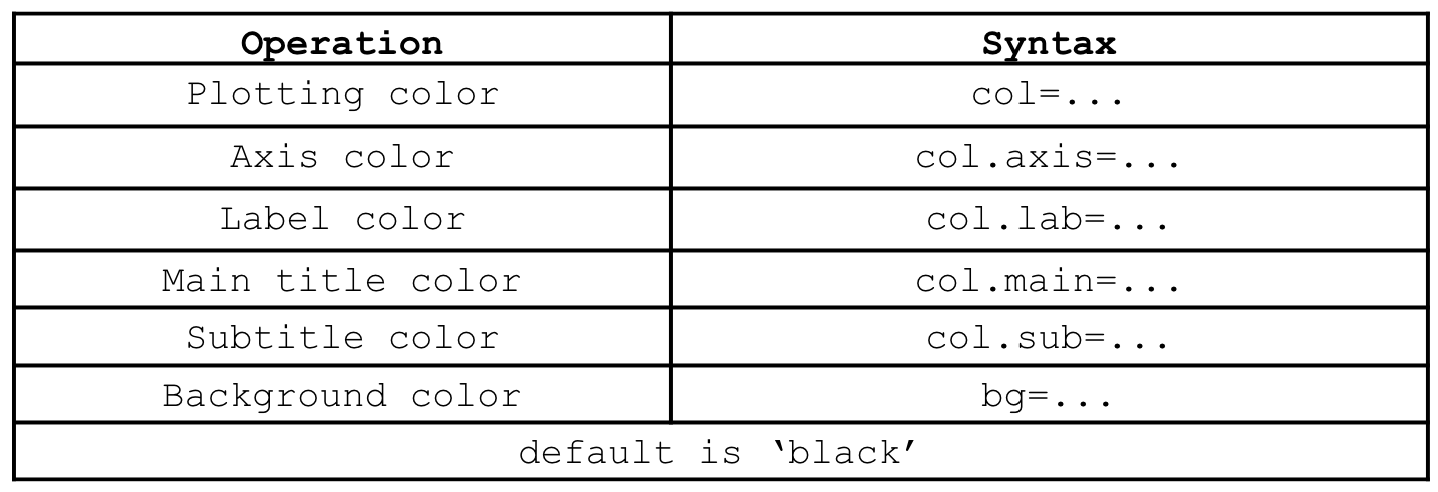 Operation Syntax
Plotting color col=...
Axis color col.axis=...
Label color col.lab=...
Main title color col.main=...
Subtitle color col.sub=...
Background color bg=...
default is ‘black’